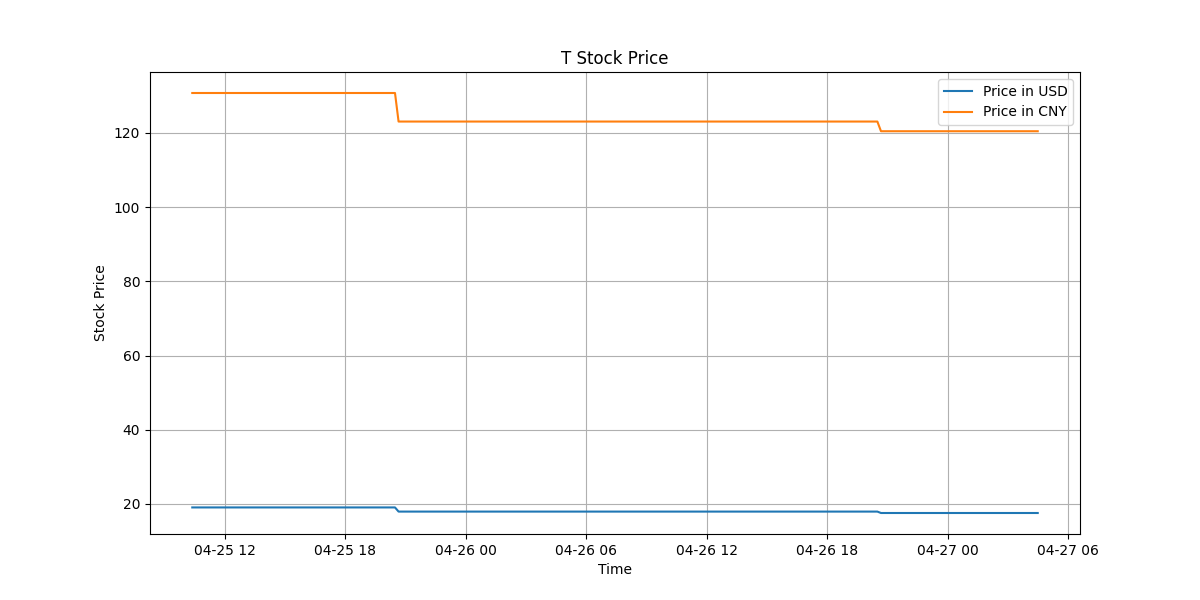 T Stock Price
Price in USD
Price in CNY
120
100
80
60
40
20
Stock Price
04-25 12
04-25 18
04-26 00
04-26 06
04-26 12
04-26 18
04-27 00
04-27 06
Time